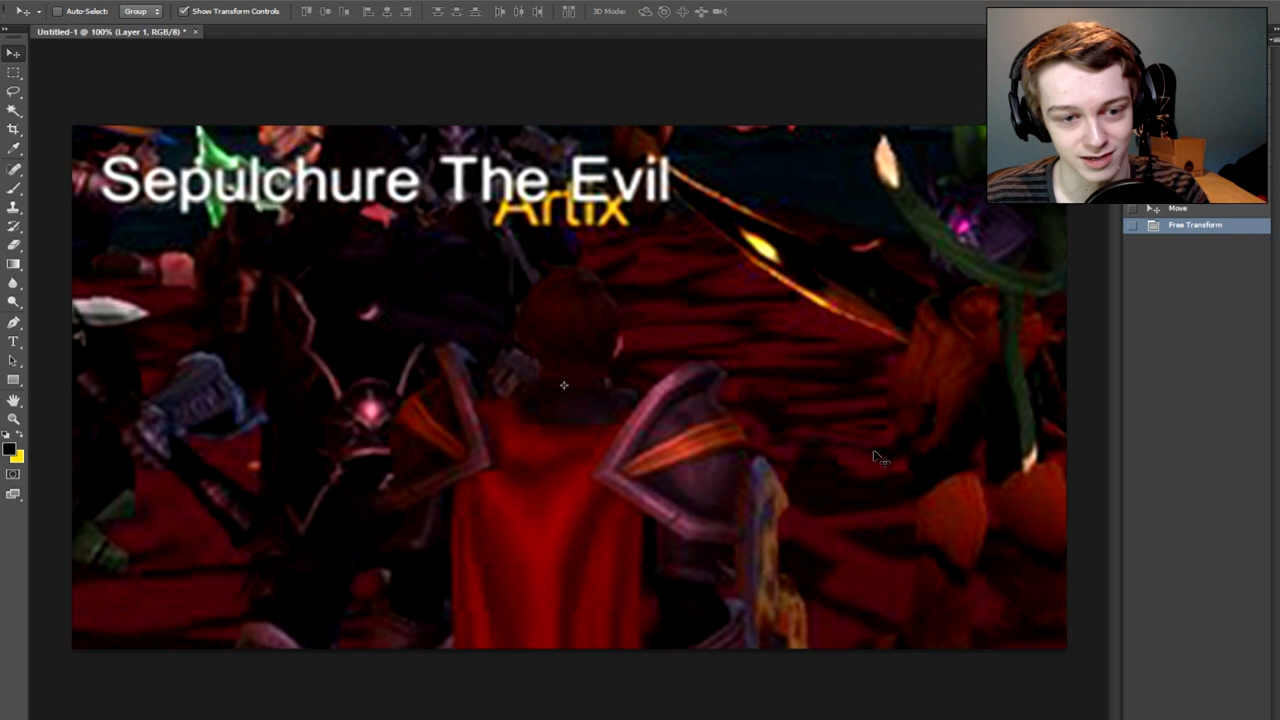 Auto-Select:
Group
Show Transform Controls
3D Mode:
Untitled-1 @ 100% (Layer 1, RGB/8) *
Sepulchure The Evil
Artix
Move
Free Transform